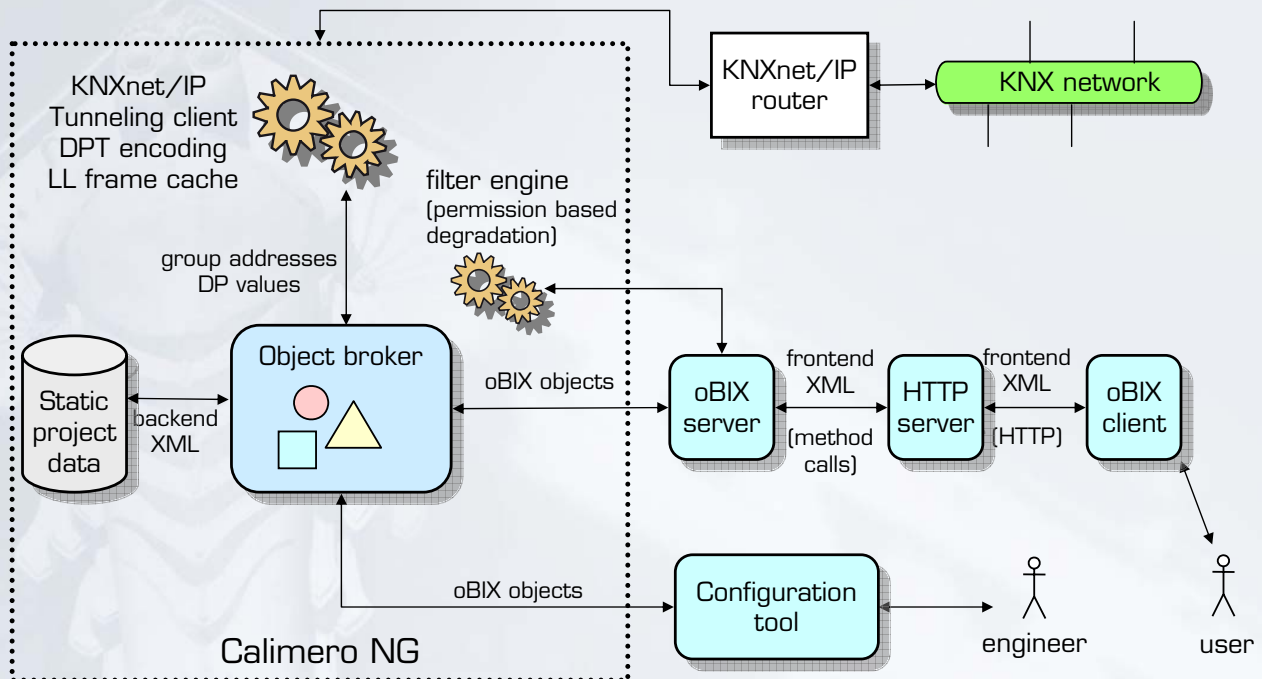 KNXnet/IP
Tunneling client
DPT encoding
LL frame cache
KNXnet/IP
router
KNX network
filter engine
(permission based
degradation)
group addresses
DP values
Static
project
data
backend
XML
Object broker
oBIX objects
oBIX
server
frontend
XML
(method
calls)
HTTP
server
frontend
XML
(HTTP)
oBIX
client
oBIX objects
Configuration
tool
engineer
user
Calimero NG